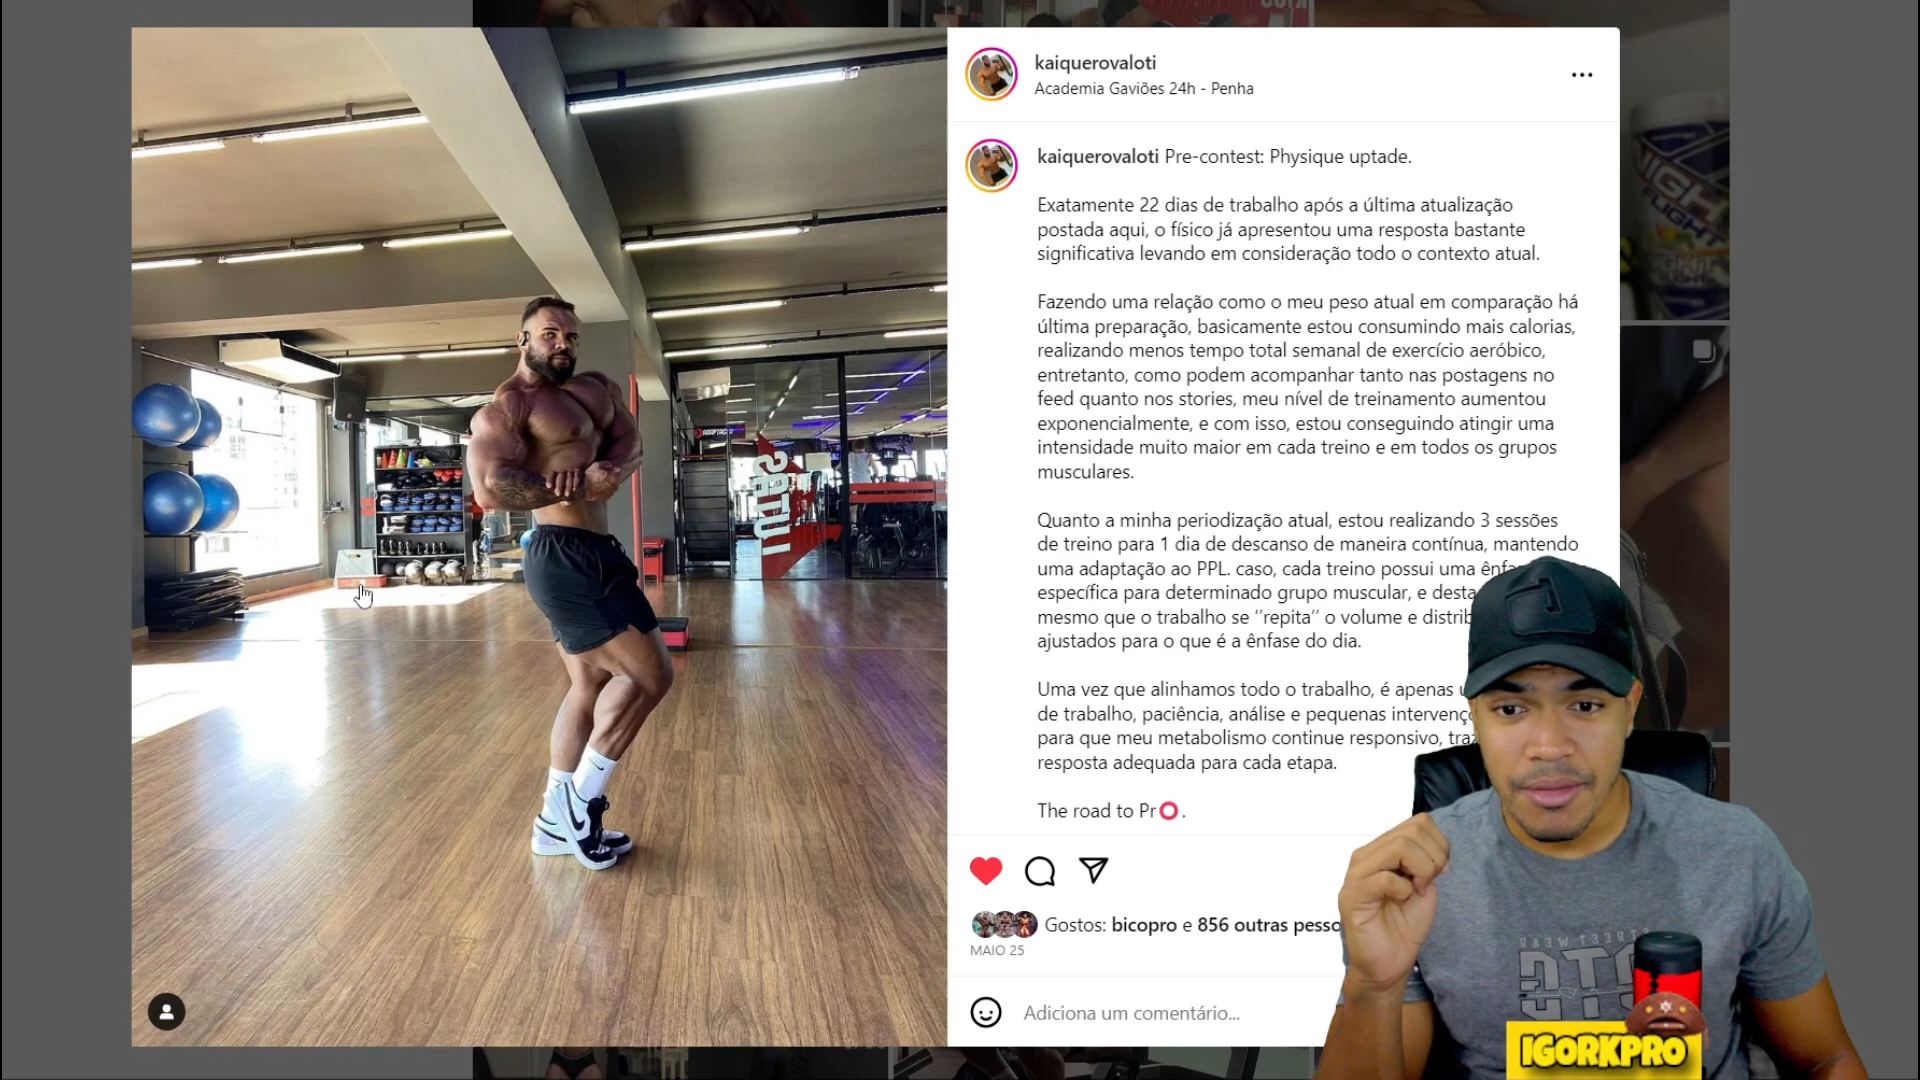 kaiquerovaloti
Academia Gaviões 24h - Penha
kaiquerovaloti Pre-contest: Physique uptade.
Exatamente 22 dias de trabalho após a última atualização
postada aqui, o físico já apresentou uma resposta bastante
significativa levando em consideração todo o contexto atual.
Fazendo uma relação como o meu peso atual em comparação há
última preparação, basicamente estou consumindo mais calorias,
realizando menos tempo total semanal de exercício aeróbico,
entretanto, como podem acompanhar tanto nas postagens no
feed quanto nos stories, meu nível de treinamento aumentou
exponencialmente, e com isso, estou conseguindo atingir uma
intensidade muito maior em cada treino e em todos os grupos
musculares.
Quanto a minha periodização atual, estou realizando 3 sessões
de treino para 1 dia de descanso de maneira contínua, mantendo
uma adaptação ao PPL. caso, cada treino possui uma
específica para determinado grupo muscular, e
mesmo que o trabalho se ‘‘repita’’ o volume e
ajustados para o que é a ênfase do dia.
Uma vez que alinhamos todo o trabalho, é apenas
de trabalho, paciência, análise e pequenas
para que meu metabolismo continue responsivo,
resposta adequada para cada etapa.
The road to Pr⭕.
Gostos: bicopro e 856 outras
MAIO 25
Adiciona um comentário...
IGORKPRO